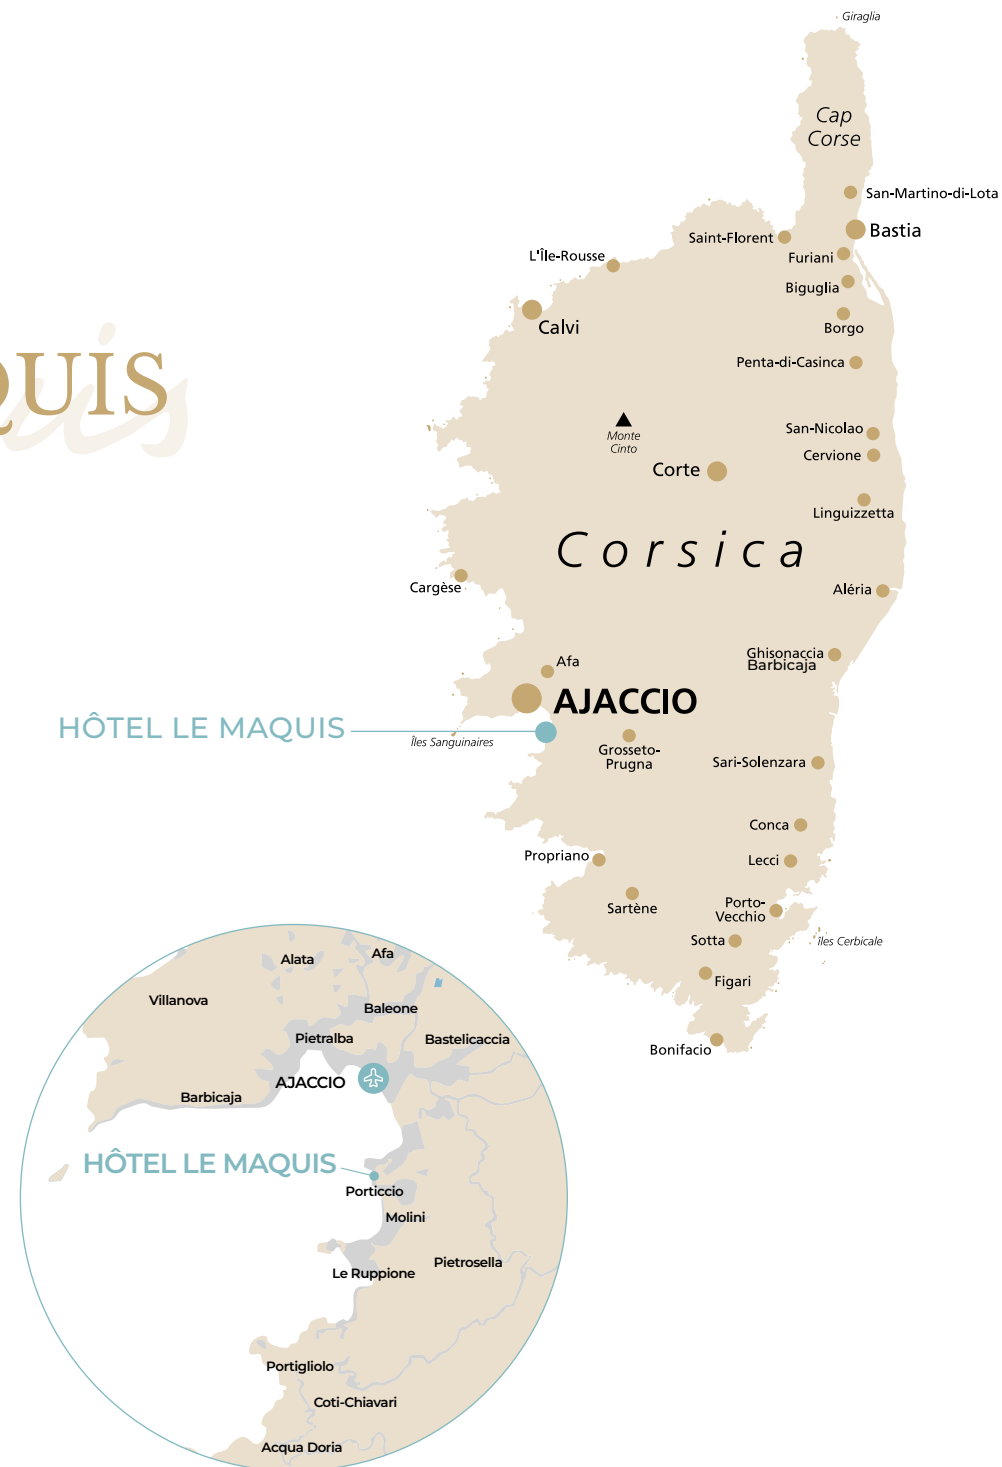 Giraglia
Cap
Corse
San-Martino-di-Lota
Bastia
Saint-Florent
Furiani
L'Île-Rousse
Biguglia
Borgo
Calvi
QUIS
Penta-di-Casinca
Monte
Cinto
San-Nicolao
Cervione
Corte
Linguizzetta
Corsica
Cargèse
Aléria
Afa
Ghisonaccia
Barbicaja
AJACCIO
HÔTEL LE MAQUIS
Îles Sanguinaires
Grosseto-
Prugna
Sari-Solenzara
Conca
Propriano
Lecci
Sartène
Porto-
Vecchio
Sotta
îles Cerbicale
Figari
Bonifacio
Alata
Afa
Villanova
Baleone
Pietralba
Bastelicaccia
AJACCIO
Barbicaja
HÔTEL LE MAQUIS
Porticcio
Molini
Le Ruppione
Pietrosella
Portigliolo
Coti-Chiavari
Acqua Doria